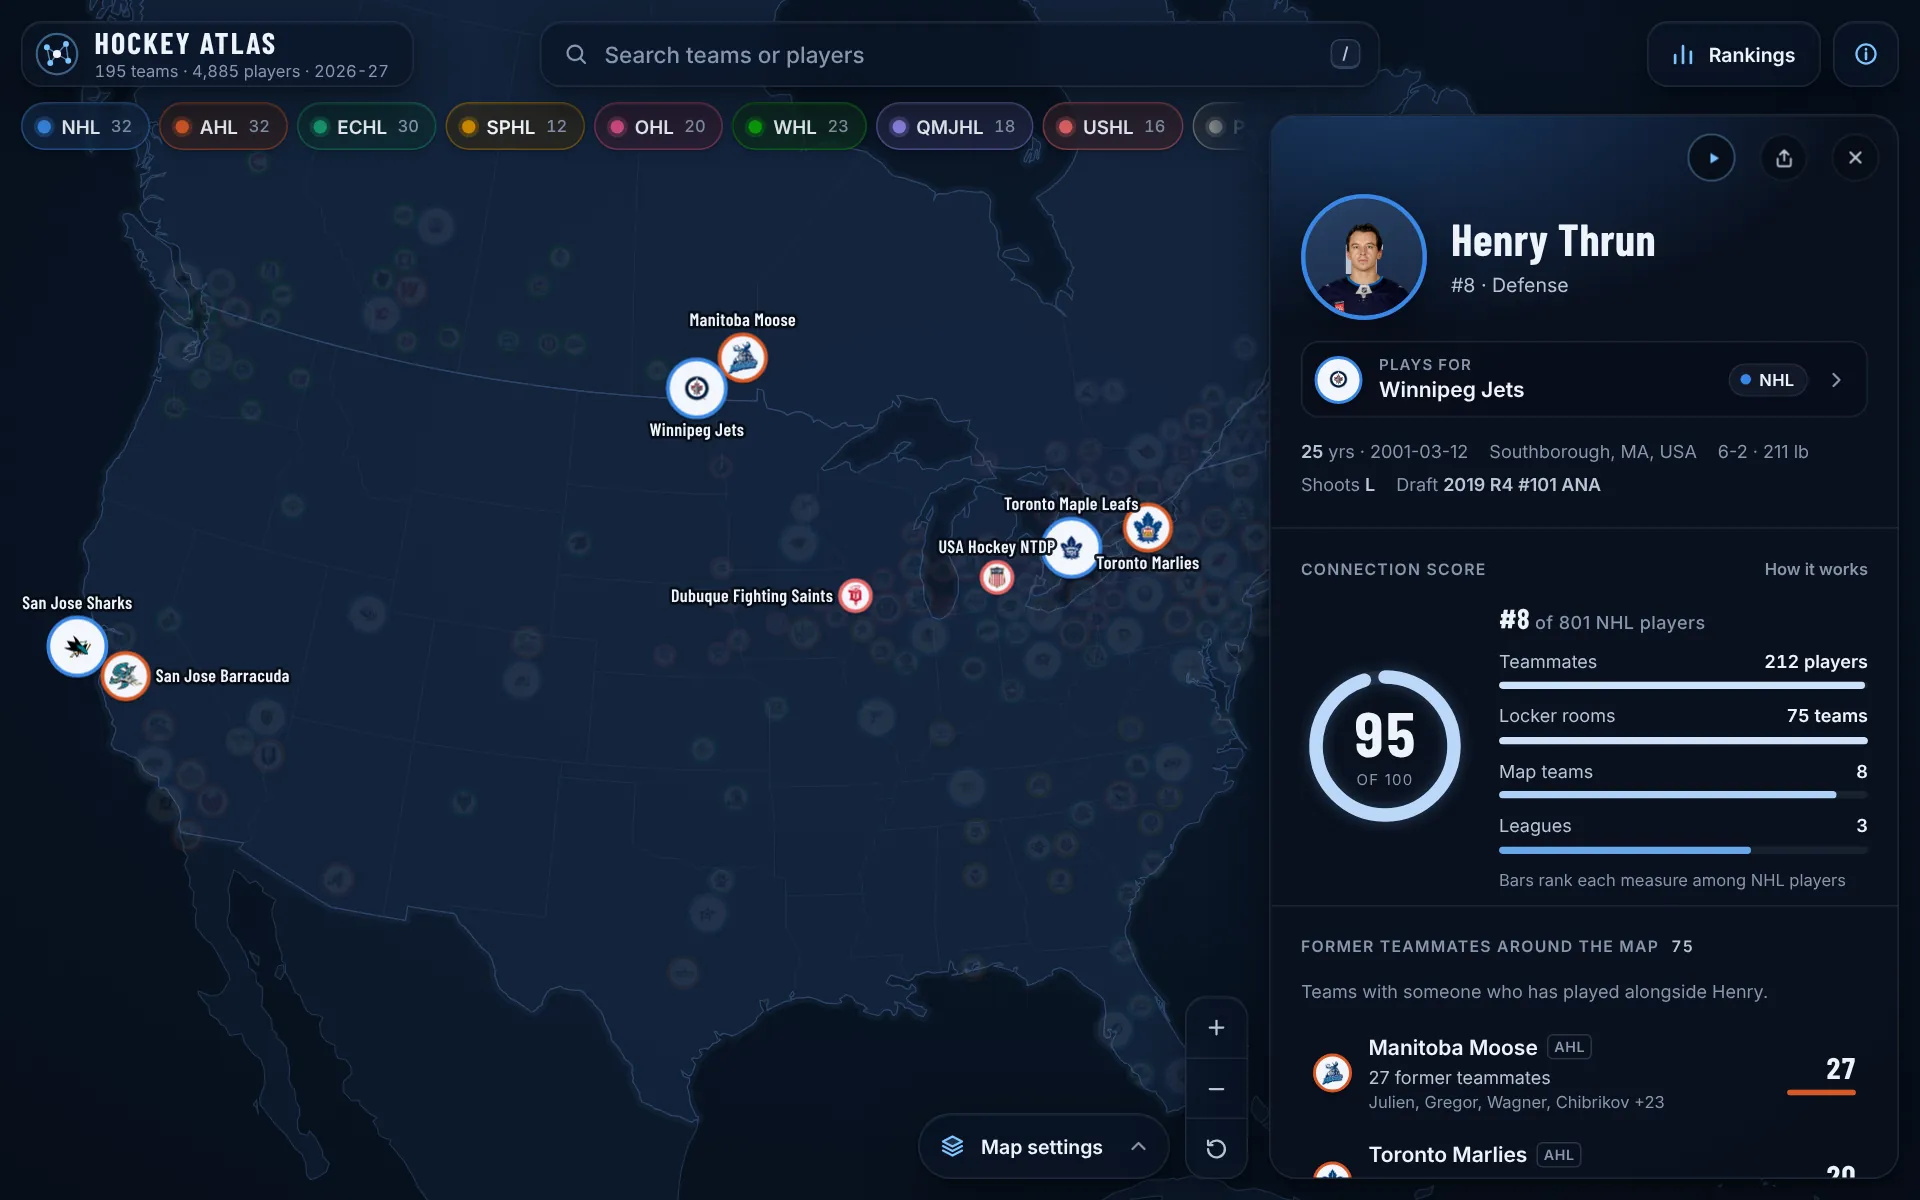 HOCKEY ATLAS
195 teams · 4,885 players · 2026-27
Search teams or players
/
Rankings
NHL 32
AHL 32
ECHL 30
SPHL 12
OHL 20
WHL 23
QMJHL 18
USHL 16
P
Henry Thrun
#8 · Defense
PLAYS FOR
Winnipeg Jets
NHL
25 yrs · 2001-03-12 Southborough, MA, USA 6-2 · 211 lb
Shoots L Draft 2019 R4 #101 ANA
CONNECTION SCORE
How it works
95
OF 100
#8 of 801 NHL players
Teammates 212 players
Locker rooms 75 teams
Map teams 8
Leagues 3
Bars rank each measure among NHL players
FORMER TEAMMATES AROUND THE MAP 75
Teams with someone who has played alongside Henry.
Manitoba Moose AHL
27 former teammates
Julien, Gregor, Wagner, Chibrikov +23
27
Toronto Marlies AHL
20
Manitoba Moose
Winnipeg Jets
Toronto Maple Leafs
USA Hockey NTDP
Toronto Marlies
Dubuque Fighting Saints
San Jose Sharks
San Jose Barracuda
+
−
Map settings